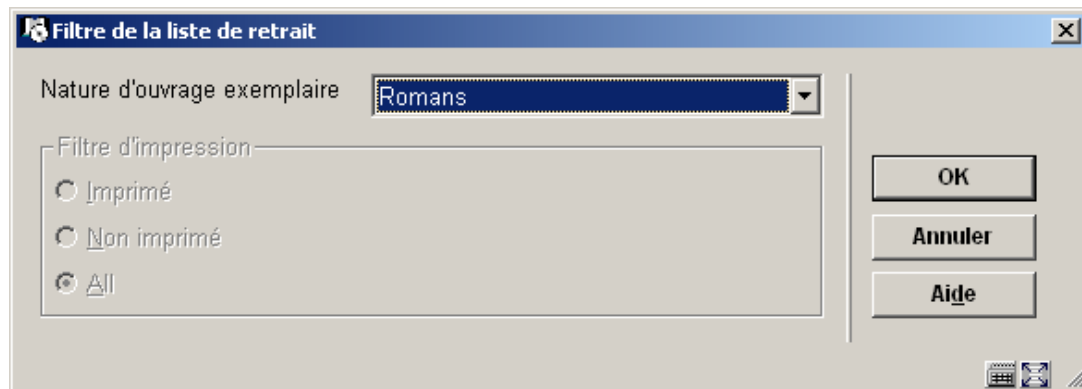 Filtre de la liste de retrait
Nature d'ouvrage exemplaire
Romans
Filtre d'impression
Imprimé
Non imprimé
All
OK
Annuler
Aide